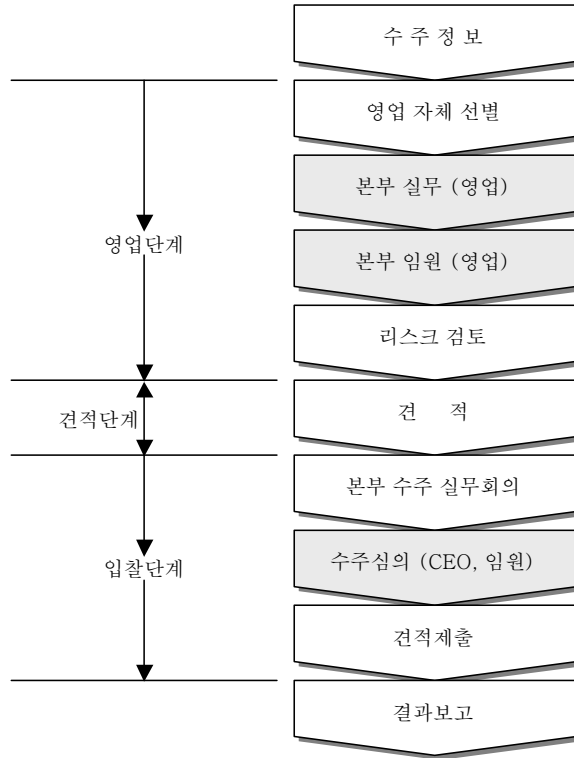 수 주 정 보
영업 자체 선별
본부 실무 (영업)
영업단계
본부 임원 (영업)
리스크 검토
견적단계
견 적
본부 수주 실무회의
입찰단계
수주심의 (CEO, 임원)
견적제출
결과보고